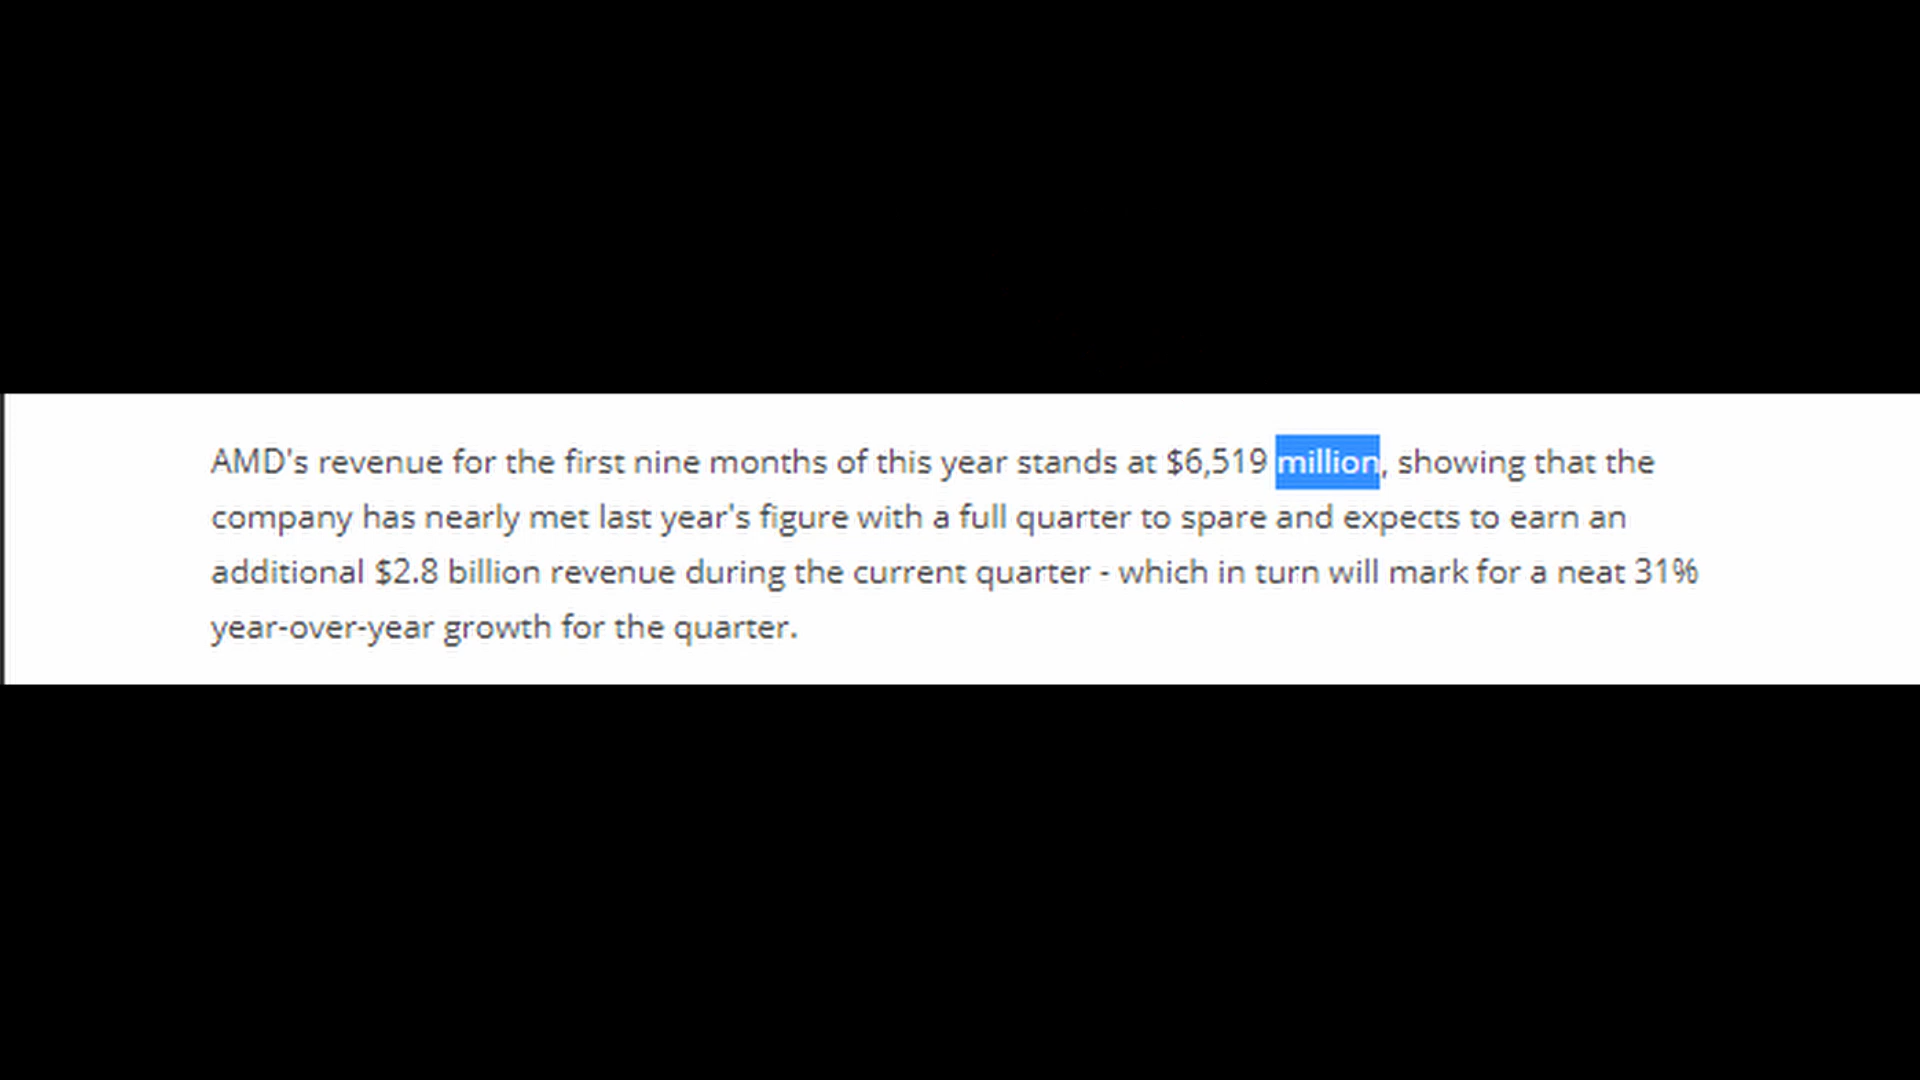 AMD's revenue for the first nine months of this year stands at $6,519 million, showing that the
company has nearly met last year's figure with a full quarter to spare and expects to earn an
additional $2.8 billion revenue during the current quarter - which in turn will mark for a neat 31%
year-over-year growth for the quarter.